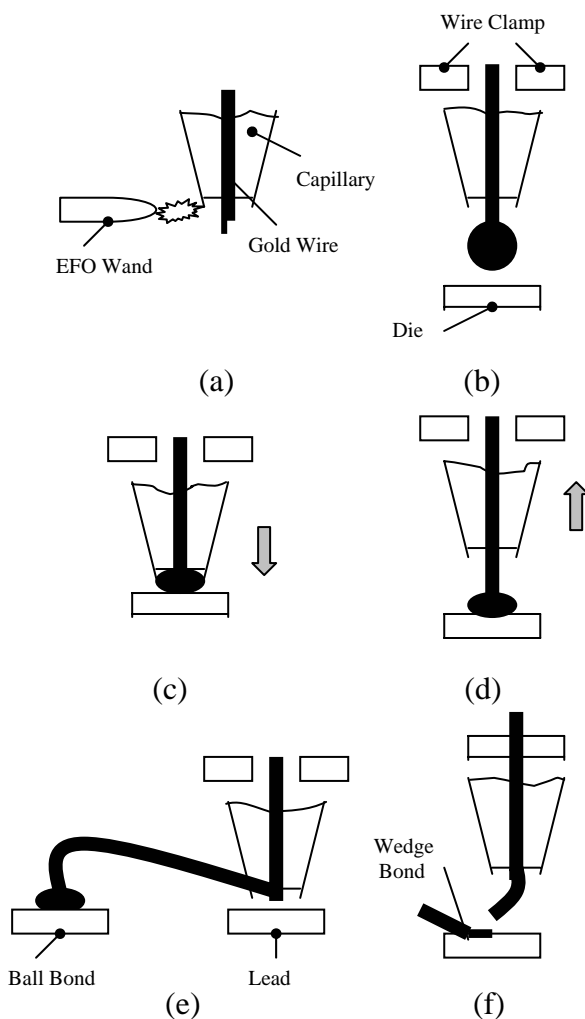 Wire Clamp
Capillary
Gold Wire
EFO Wand
Die
(a)
(b)
(c)
(d)
Wedge
Bond
Ball Bond
Lead
(e)
(f)